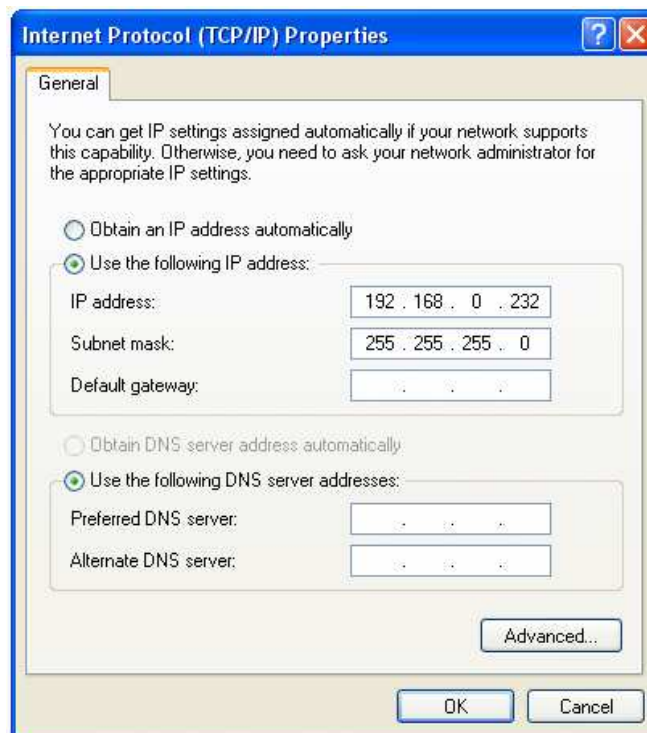 Internet Protocol (TCP/IP) Properties
General
You can get IP settings assigned automatically if your network supports
this capability. Otherwise, you need to ask your network administrator for
the appropriate IP settings.
Obtain an IP address automatically
Use the following IP address:
IP address: 192 . 168 . 0 . 232
Subnet mask: 255 . 255 . 255 . 0
Default gateway: . . .
Obtain DNS server address automatically
Use the following DNS server addresses:
Preferred DNS server: . . .
Alternate DNS server: . . .
Advanced...
OK Cancel